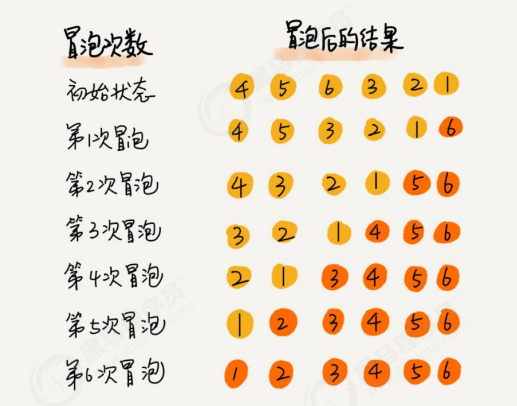 冒泡次数 冒泡后的结果
初始状态 4 5 6 3 2 1
第1次冒泡 4 5 3 2 1 6
第2次冒泡 4 3 2 1 5 6
第3次冒泡 3 2 1 4 5 6
第4次冒泡 2 1 3 4 5 6
第5次冒泡 1 2 3 4 5 6
第6次冒泡 1 2 3 4 5 6